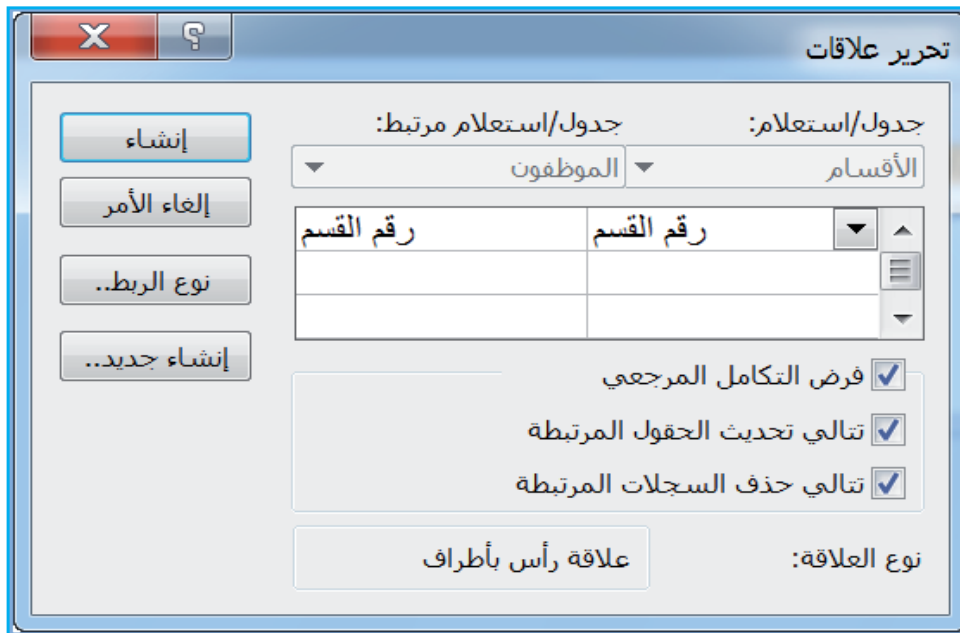 تحرير علاقات
جدول/استعلام: جدول/استعلام مرتبط:
الأقسام الموظفون
رقم القسم رقم القسم
فرض التكامل المرجعي
تتالي تحديث الحقول المرتبطة
تتالي حذف السجلات المرتبطة
نوع العلاقة: علاقة رأس بأطراف
إنشاء
إلغاء الأمر
نوع الربط..
إنشاء جديد..